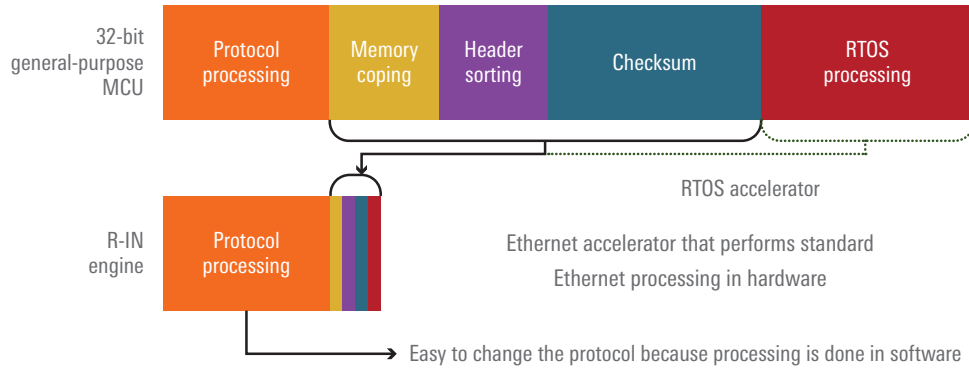 32-bit
general-purpose
MCU
Protocol
processing
Memory
coping
Header
sorting
Checksum
RTOS
processing
RTOS accelerator
R-IN
engine
Protocol
processing
Ethernet accelerator that performs standard
Ethernet processing in hardware
Easy to change the protocol because processing is done in software